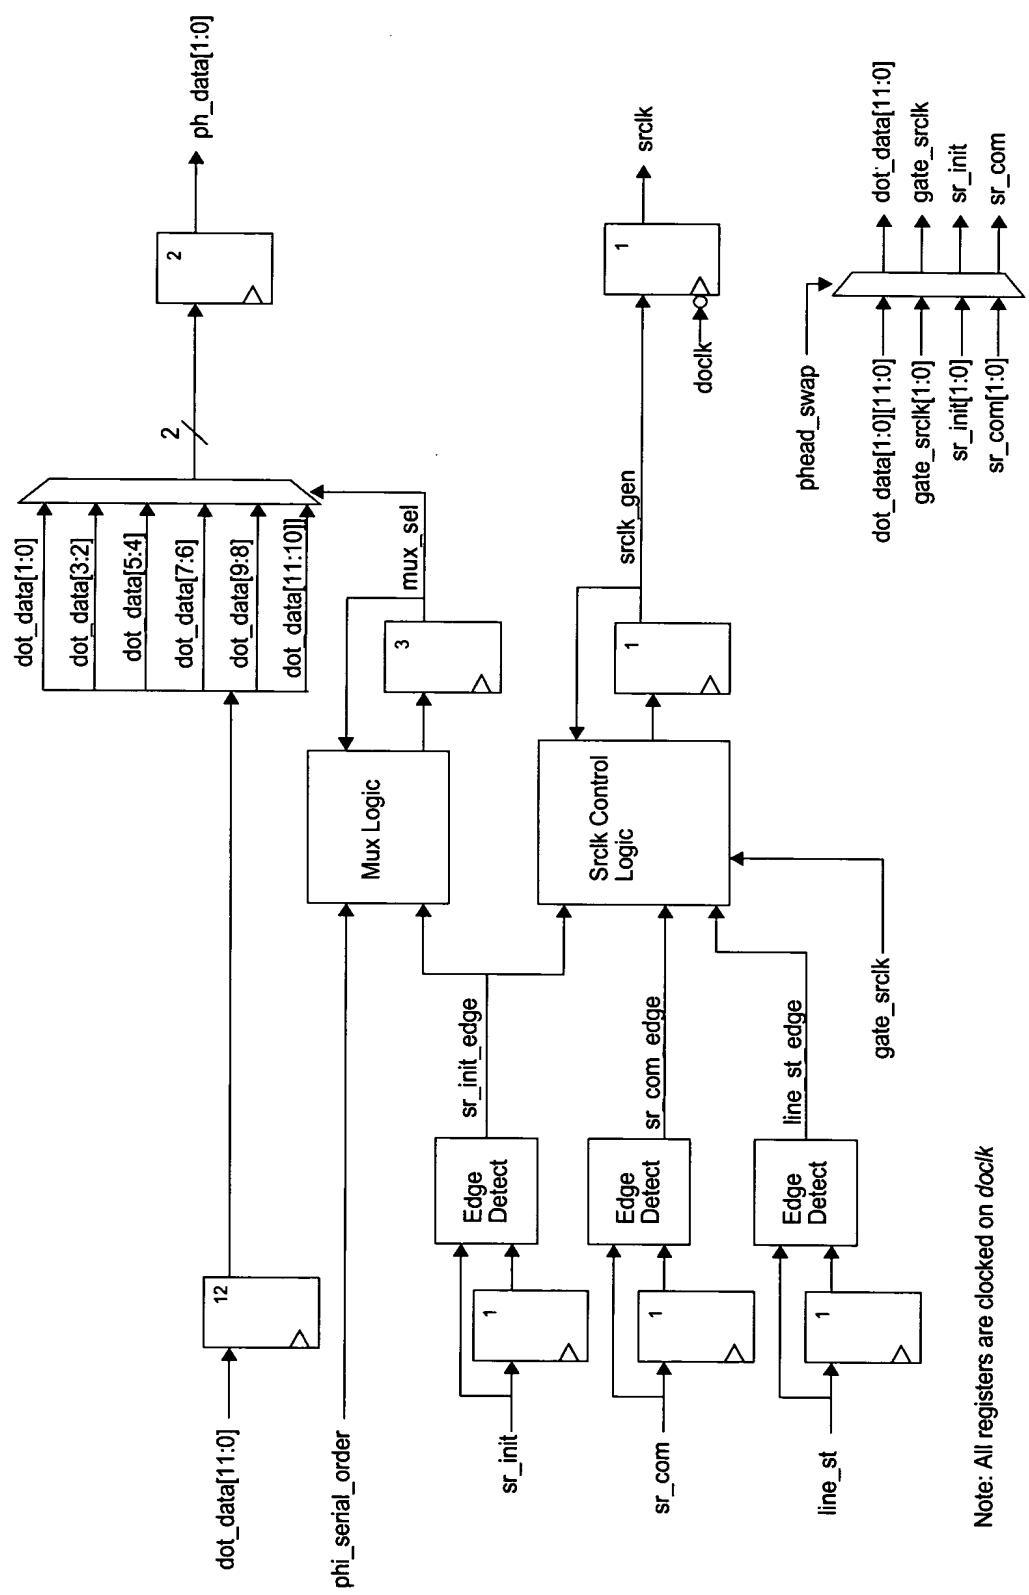 ph_data[1:0]
2
2
dot_data[1:0]
dot_data[3:2]
dot_data[5:4]
dot_data[7:6]
dot_data[9:8]
dot_data[11:10]]
mux_sel
3
Mux Logic
12
dot_data[11:0]
phi_serial_order
srclk
1
doclk
srclk_gen
1
Srclk Control
Logic
sr_init_edge
sr_com_edge
line_st_edge
gate_srclk
Edge
Detect
1
sr_init
Edge
Detect
1
sr_com
Edge
Detect
1
line_st
phead_swap
dot_data[1:0][11:0]
gate_srclk[1:0]
sr_init[1:0]
sr_com[1:0]
dot_data[11:0]
gate_srclk
sr_init
sr_com
Note: All registers are clocked on doclk